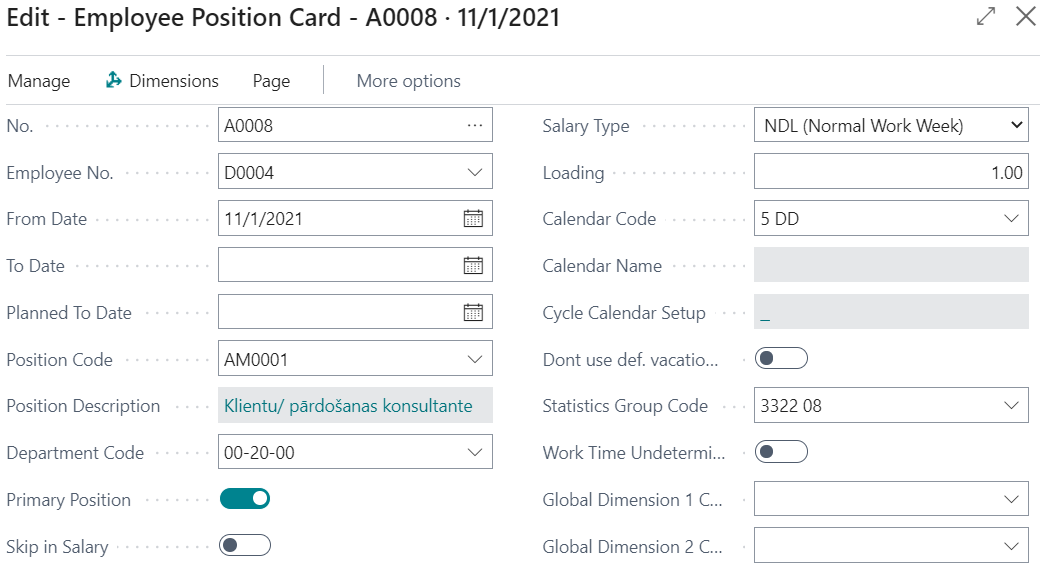 Edit - Employee Position Card - A0008 · 11/1/2021
Manage Dimensions Page More options
No. A0008 ...
Employee No. D0004
From Date 11/1/2021
To Date
Planned To Date
Position Code AM0001
Position Description Klientu/ pārdošanas konsultante
Department Code 00-20-00
Primary Position
Skip in Salary
Salary Type NDL (Normal Work Week)
Loading 1.00
Calendar Code 5 DD
Calendar Name
Cycle Calendar Setup _
Dont use def. vacatio...
Statistics Group Code 3322 08
Work Time Undetermi...
Global Dimension 1 C...
Global Dimension 2 C...